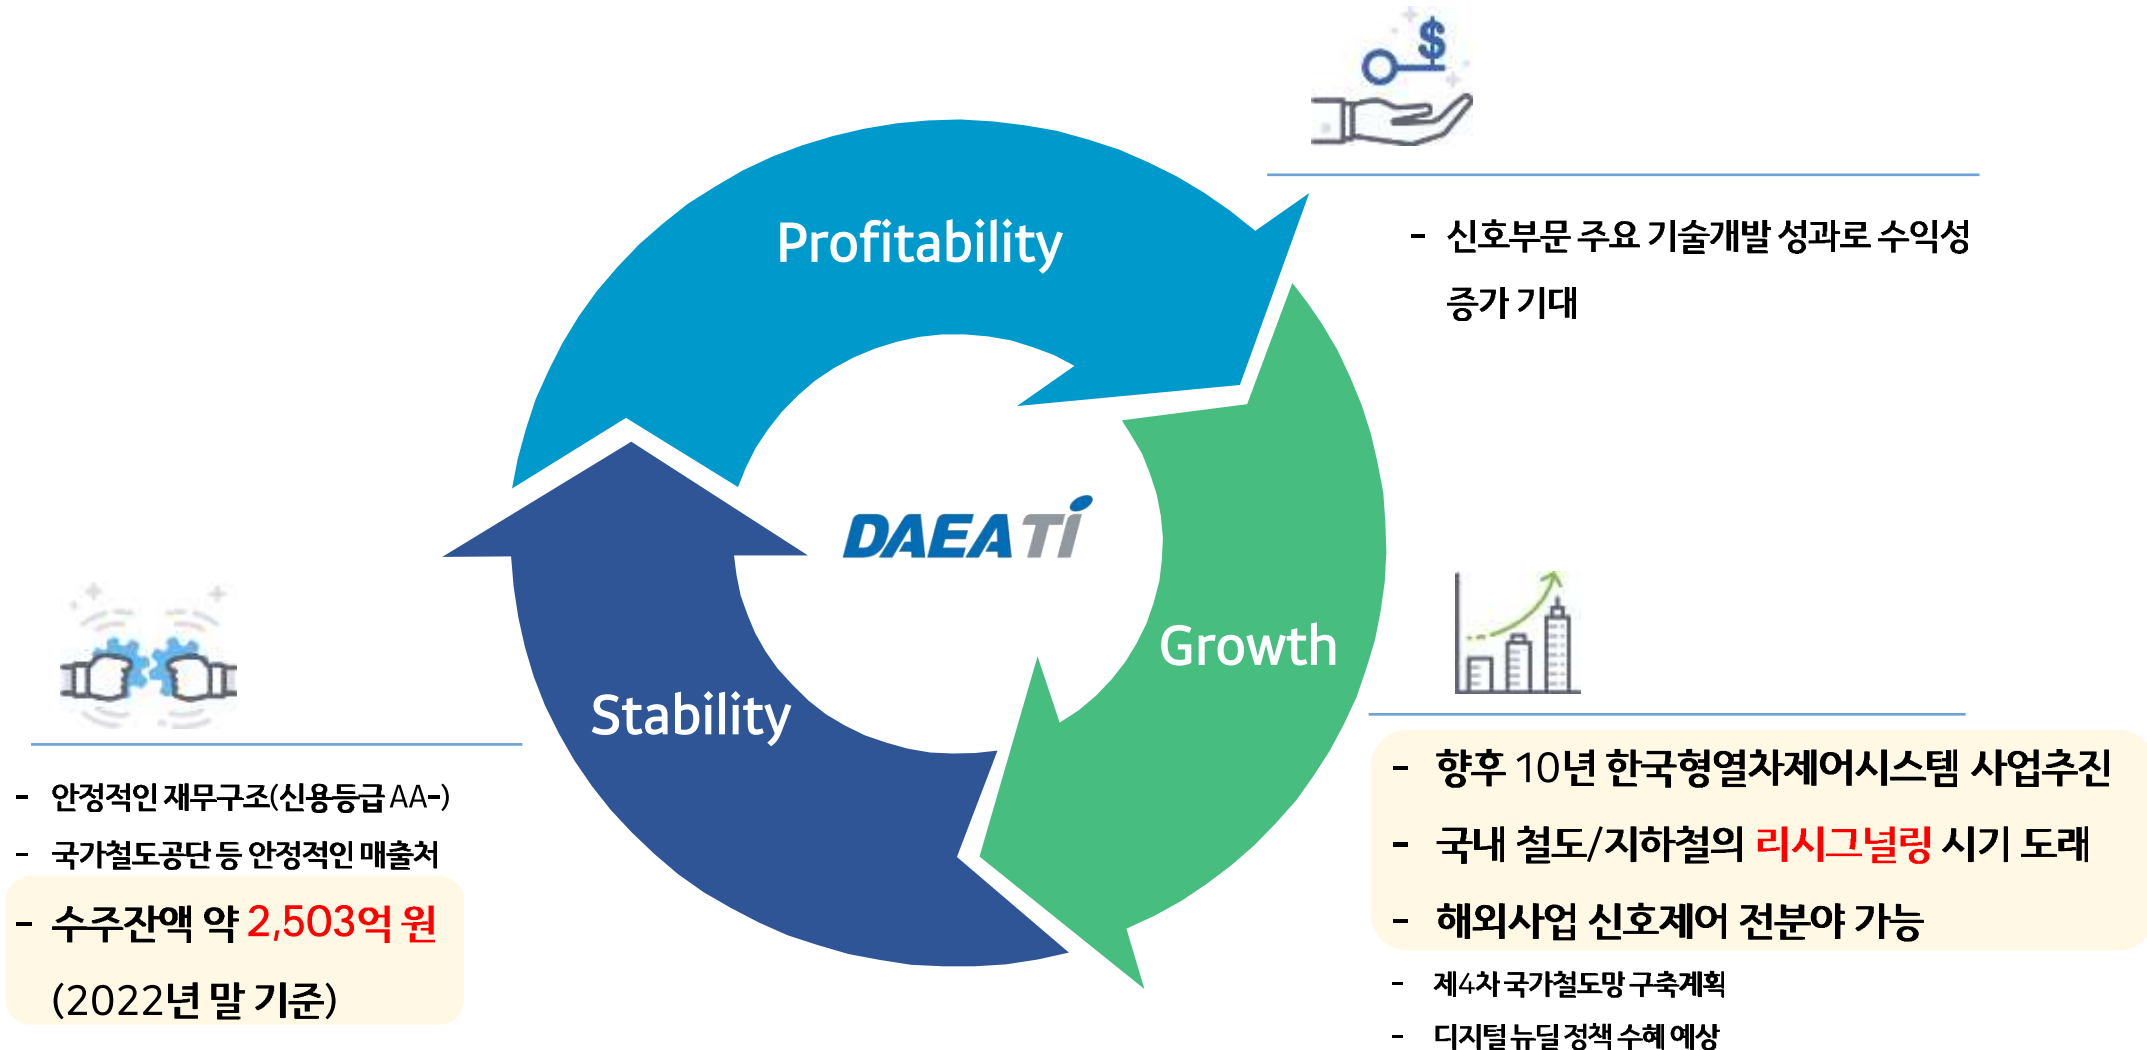 Profitability
- 신호부문 주요 기술개발 성과로 수익성
증가 기대
DAEATi
Growth
- 향후 10년 한국형열차제어시스템 사업추진
- 국내 철도/지하철의 리시그널링 시기 도래
- 해외사업 신호제어 전분야 가능
- 제4차 국가철도망 구축계획
- 디지털 뉴딜 정책 수혜 예상
Stability
- 안정적인 재무구조(신용등급 AA-)
- 국가철도공단 등 안정적인 매출처
- 수주잔액 약 2,503억 원
(2022년 말 기준)